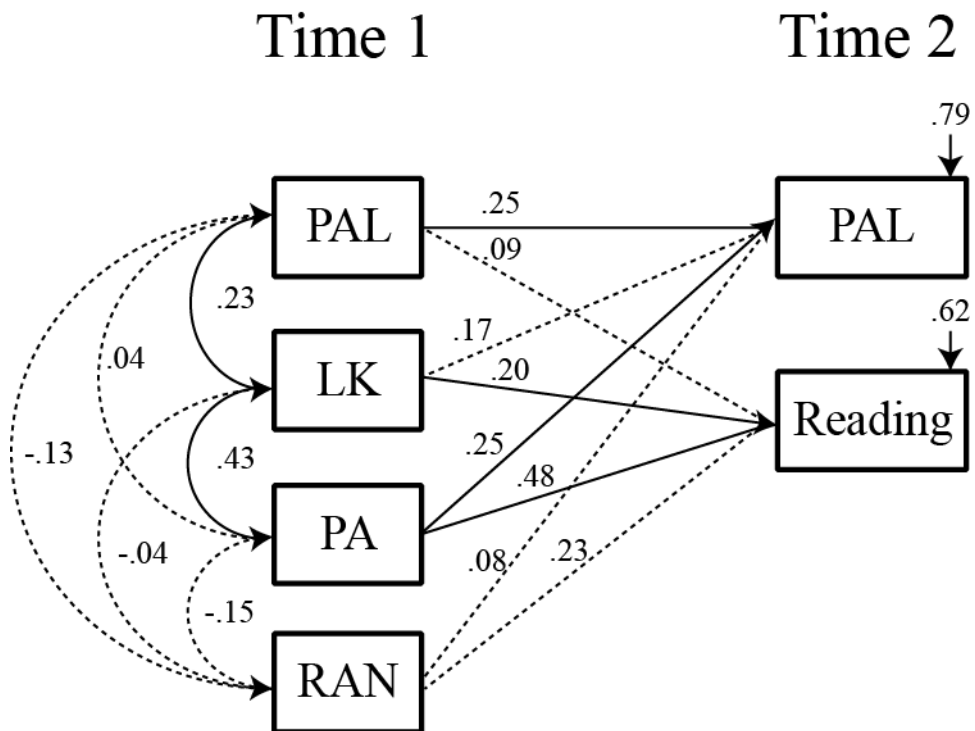 Time 1 Time 2
.79
PAL .25 PAL
.09
.23
.62
.17
.04 LK .20
Reading
-.13 .43 .25
.48
PA
-.04 .08 .23
-.15
RAN